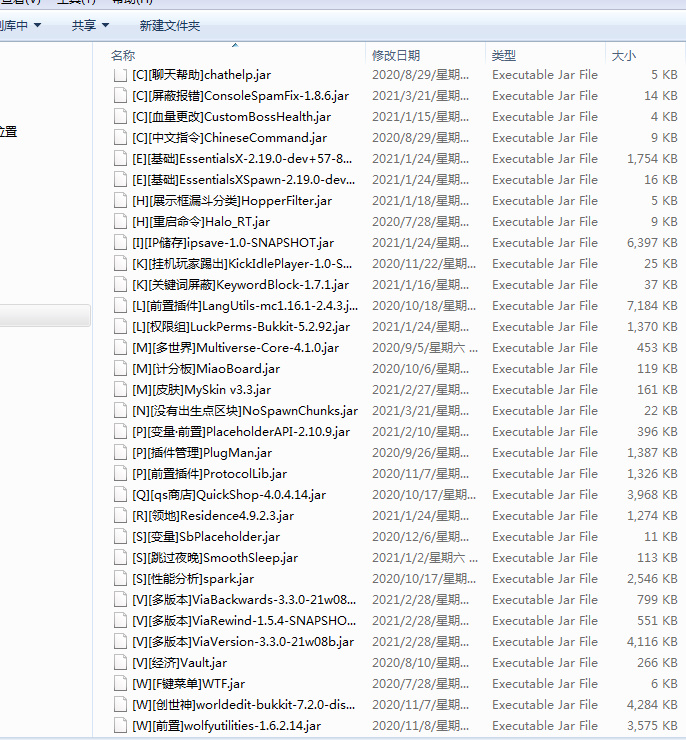 查看(V) 工具(T) 帮助(H)
库中 共享 新建文件夹
名称 修改日期 类型 大小
位置
[C][聊天帮助]chathelp.jar 2020/8/29/星期... Executable Jar File 5 KB
[C][屏蔽报错]ConsoleSpamFix-1.8.6.jar 2021/3/21/星期... Executable Jar File 14 KB
[C][血量更改]CustomBossHealth.jar 2021/1/15/星期... Executable Jar File 4 KB
[C][中文指令]ChineseCommand.jar 2020/8/29/星期... Executable Jar File 9 KB
[E][基础]EssentialsX-2.19.0-dev+57-8... 2021/1/24/星期... Executable Jar File 1,754 KB
[E][基础]EssentialsXSpawn-2.19.0-dev... 2021/1/24/星期... Executable Jar File 16 KB
[H][展示框漏斗分类]HopperFilter.jar 2021/1/18/星期... Executable Jar File 5 KB
[H][重启命令]Halo_RT.jar 2020/7/28/星期... Executable Jar File 9 KB
[I][IP储存]ipsave-1.0-SNAPSHOT.jar 2021/1/24/星期... Executable Jar File 6,397 KB
[K][挂机玩家踢出]KickIdlePlayer-1.0-S... 2020/11/22/星期... Executable Jar File 25 KB
[K][关键词屏蔽]KeywordBlock-1.7.1.jar 2021/1/16/星期... Executable Jar File 37 KB
[L][前置插件]LangUtils-mc1.16.1-2.4.3.j... 2020/10/18/星期... Executable Jar File 7,184 KB
[L][权限组]LuckPerms-Bukkit-5.2.92.jar 2021/1/24/星期... Executable Jar File 1,370 KB
[M][多世界]Multiverse-Core-4.1.0.jar 2020/9/5/星期六 ... Executable Jar File 453 KB
[M][计分板]MiaoBoard.jar 2020/10/6/星期... Executable Jar File 119 KB
[M][皮肤]MySkin v3.3.jar 2021/2/27/星期... Executable Jar File 161 KB
[N][没有出生点区块]NoSpawnChunks.jar 2021/3/21/星期... Executable Jar File 22 KB
[P][变量·前置]PlaceholderAPI-2.10.9.jar 2021/2/10/星期... Executable Jar File 396 KB
[P][插件管理]PlugMan.jar 2020/9/26/星期... Executable Jar File 1,387 KB
[P][前置插件]ProtocolLib.jar 2020/11/7/星期... Executable Jar File 1,326 KB
[Q][qs商店]QuickShop-4.0.4.14.jar 2020/10/17/星期... Executable Jar File 3,968 KB
[R][领地]Residence4.9.2.3.jar 2021/1/24/星期... Executable Jar File 1,274 KB
[S][变量]SbPlaceholder.jar 2020/12/6/星期... Executable Jar File 11 KB
[S][跳过夜晚]SmoothSleep.jar 2021/1/2/星期六 ... Executable Jar File 113 KB
[S][性能分析]spark.jar 2020/10/17/星期... Executable Jar File 2,546 KB
[V][多版本]ViaBackwards-3.3.0-21w08... 2021/2/28/星期... Executable Jar File 799 KB
[V][多版本]ViaRewind-1.5.4-SNAPSHO... 2021/2/28/星期... Executable Jar File 551 KB
[V][多版本]ViaVersion-3.3.0-21w08b.jar 2021/2/28/星期... Executable Jar File 4,116 KB
[V][经济]Vault.jar 2020/8/10/星期... Executable Jar File 266 KB
[W][F键菜单]WTF.jar 2020/7/28/星期... Executable Jar File 6 KB
[W][创世神]worldedit-bukkit-7.2.0-dis... 2020/11/7/星期... Executable Jar File 4,284 KB
[W][前置]wolfyutilities-1.6.2.14.jar 2020/11/8/星期... Executable Jar File 3,575 KB